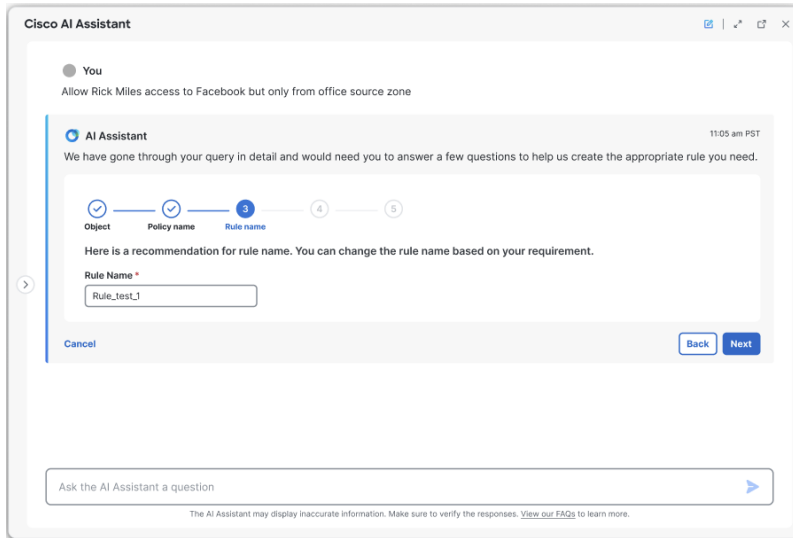 Cisco AI Assistant
You
Allow Rick Miles access to Facebook but only from office source zone
AI Assistant
11:05 am PST
We have gone through your query in detail and would need you to answer a few questions to help us create the appropriate rule you need.
3
4
5
Object
Policy name
Rule name
Here is a recommendation for rule name. You can change the rule name based on your requirement.
Rule Name *
Rule_test_1
Cancel
Back
Next
Ask the AI Assistant a question
The AI Assistant may display inaccurate information. Make sure to verify the responses. View our FAQs to learn more.